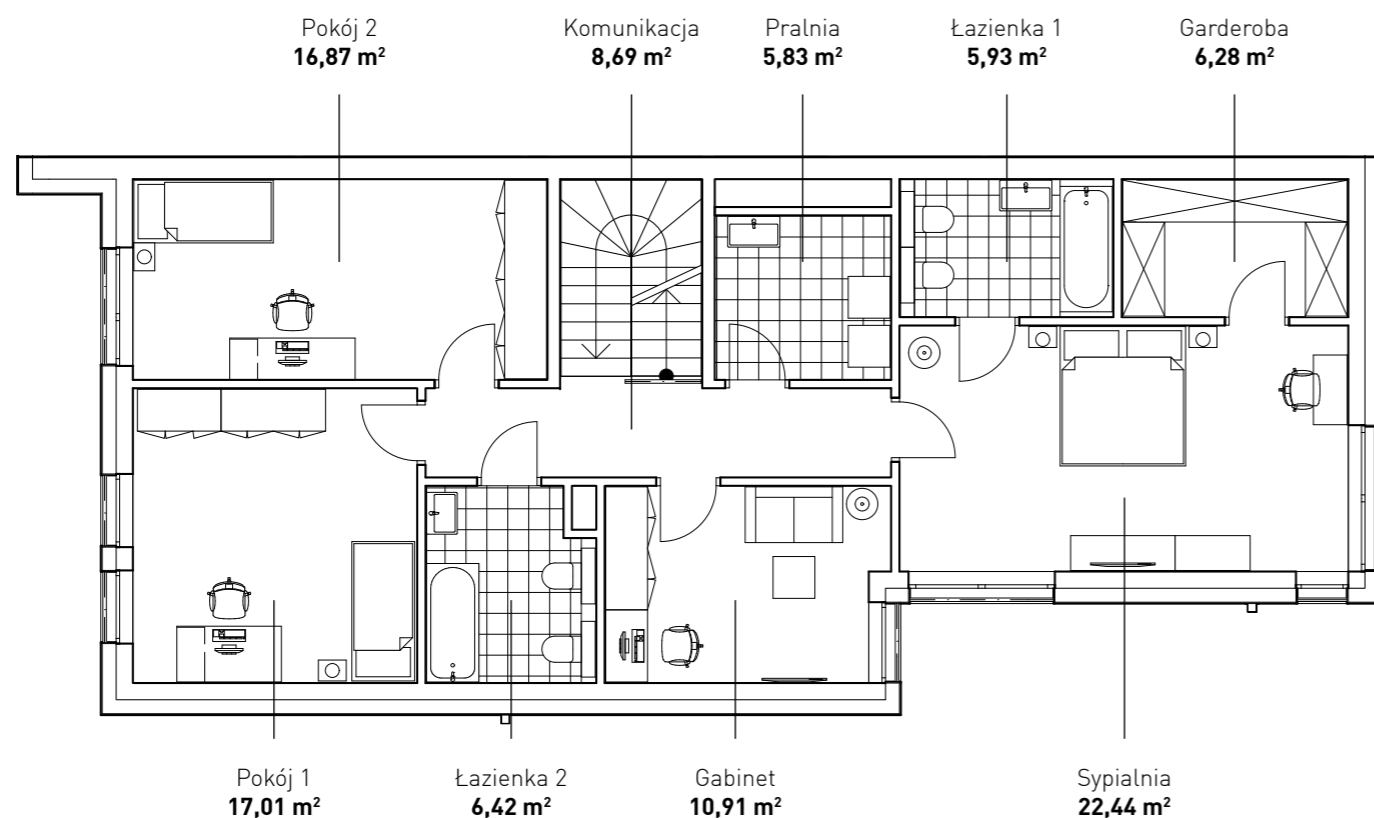 Pokój 2
16,87 m²
Komunikacja
8,69 m²
Pralnia
5,83 m²
Łazienka 1
5,93 m²
Garderoba
6,28 m²
Pokój 1
17,01 m²
Łazienka 2
6,42 m²
Gabinet
10,91 m²
Sypialnia
22,44 m²